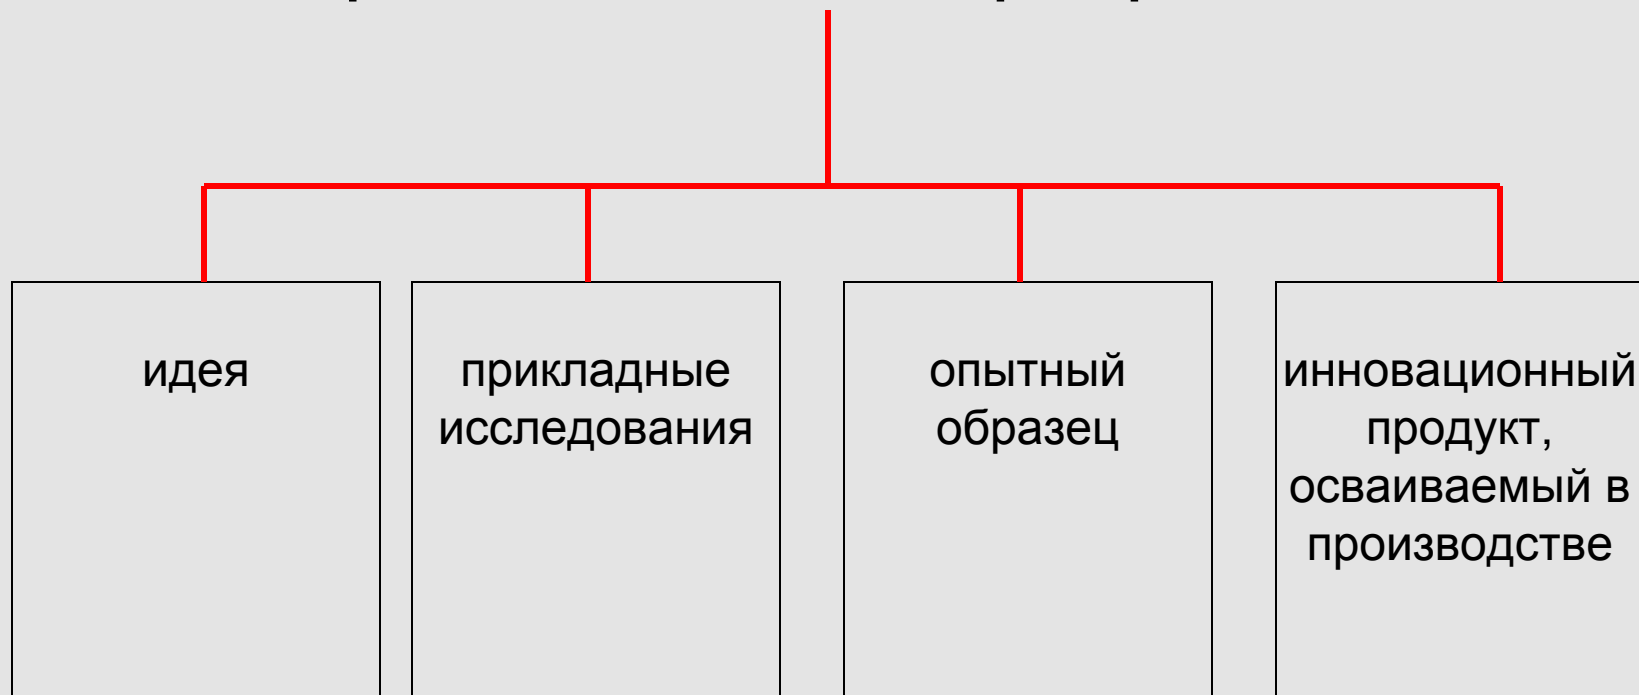 идея
прикладные
исследования
опытный
образец
инновационный
продукт,
осваиваемый в
производстве